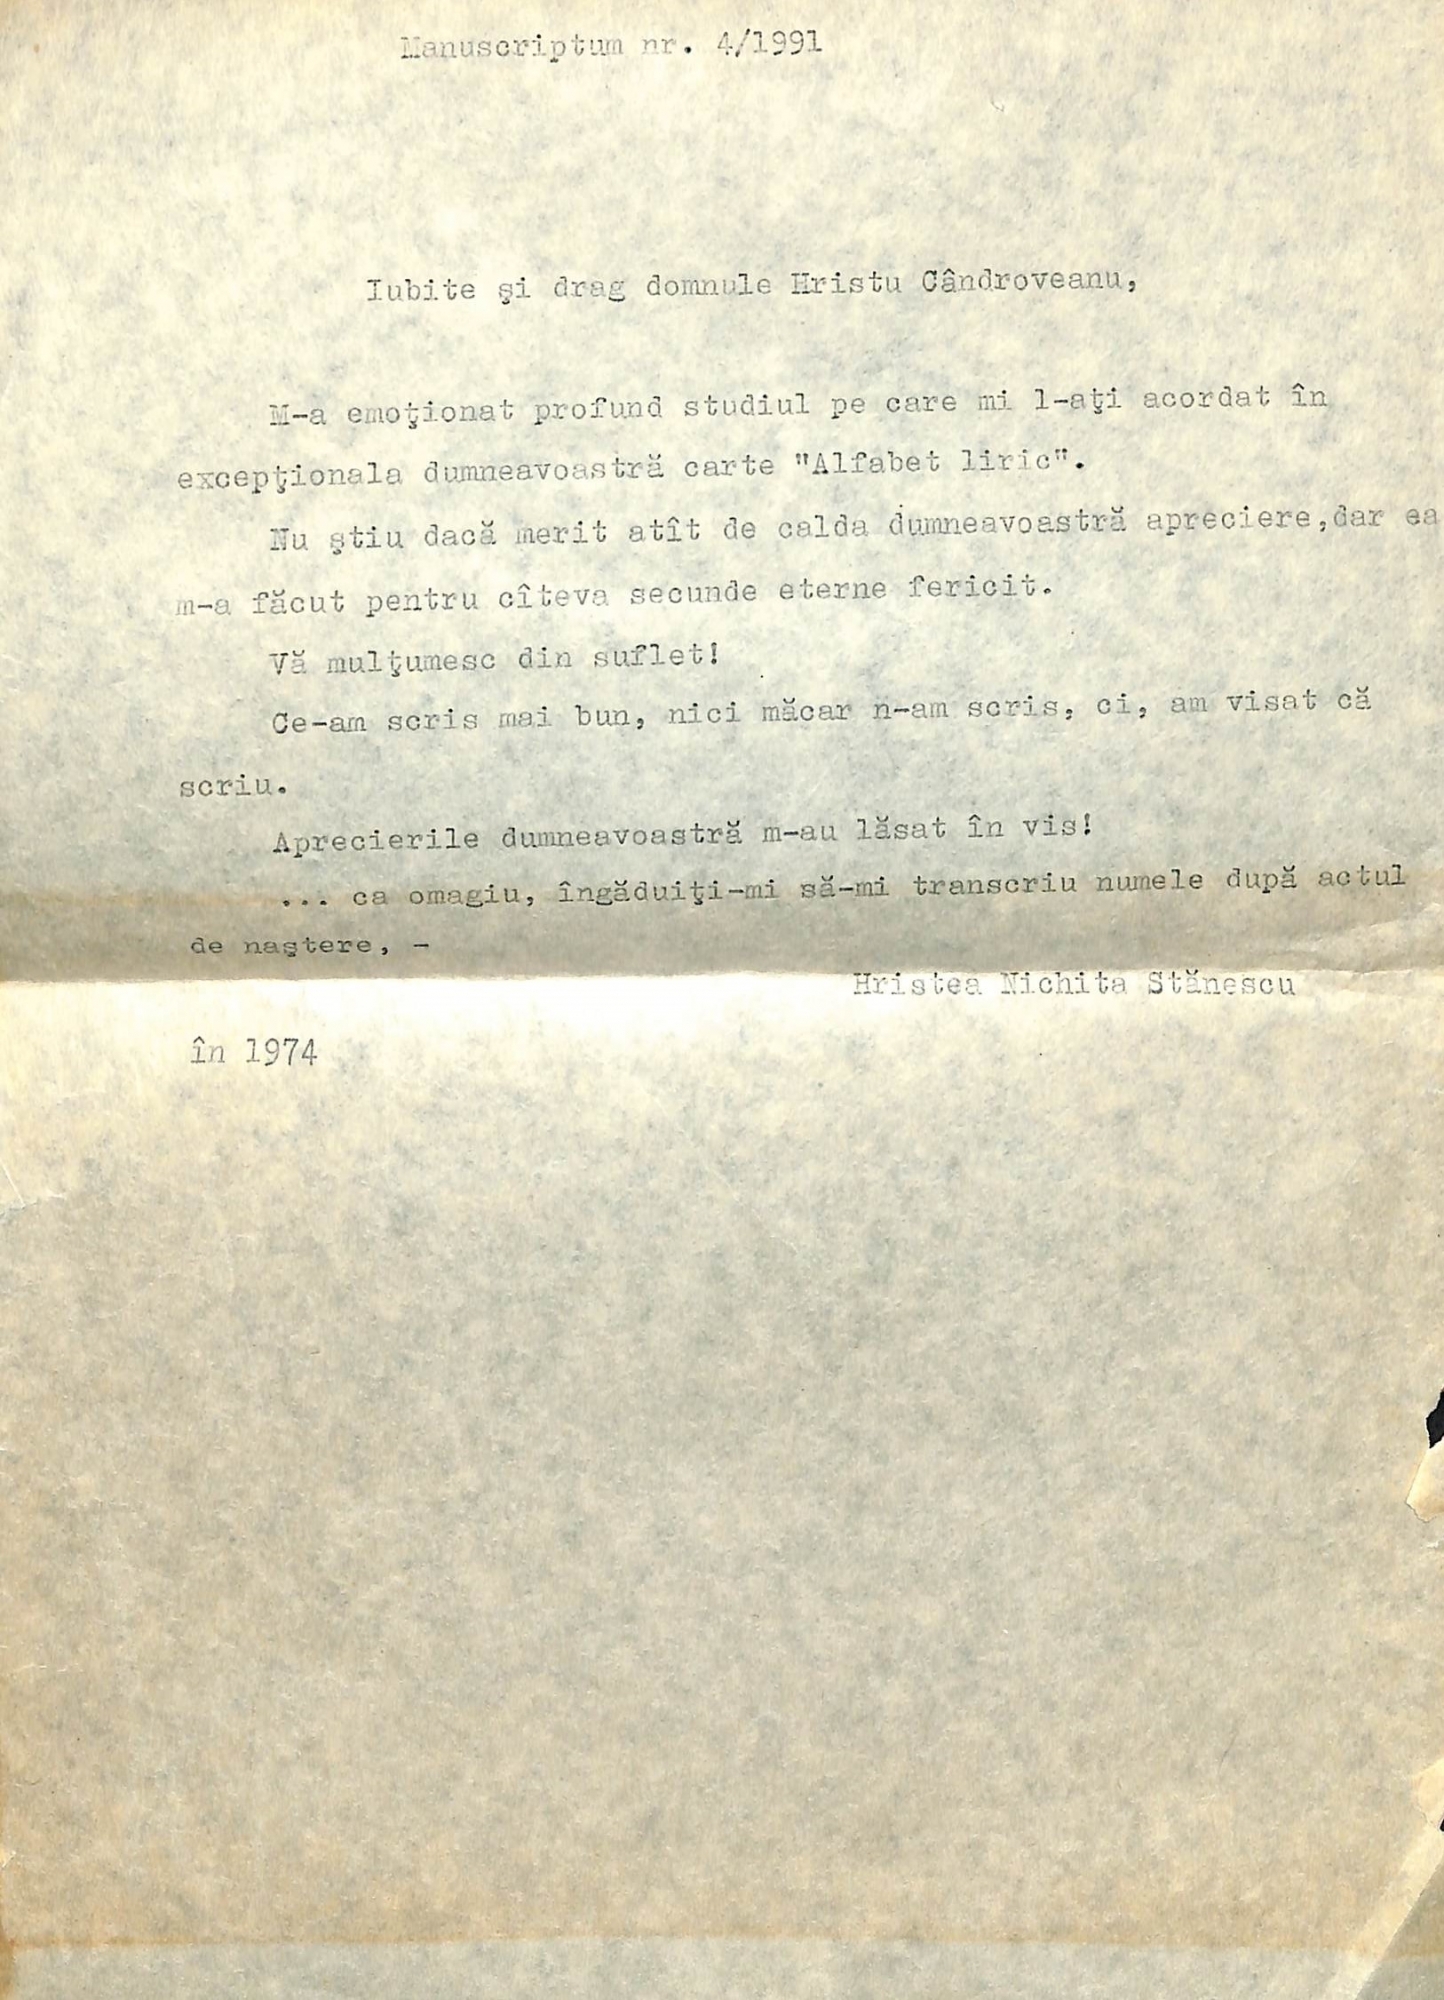 Manuscriptum nr. 4/1991
Iubite şi drag domnule Hristu Cândroveanu,
M-a emoţionat profund studiul pe care mi l-aţi acordat în
excepţionala dumneavoastră carte "Alfabet liric".
Nu ştiu dacă merit atît de calda dumneavoastră apreciere,dar ea
m-a făcut pentru cîteva secunde eterne fericit.
Vă mulţumesc din suflet!
Ce-am scris mai bun, nici măcar n-am scris, ci, am visat că
scriu.
Aprecierile dumneavoastră m-au lăsat în vis!
... ca omagiu, îngăduiţi-mi să-mi transcriu numele după actul
de naştere, -
Hristea Nichita Stănescu
în 1974